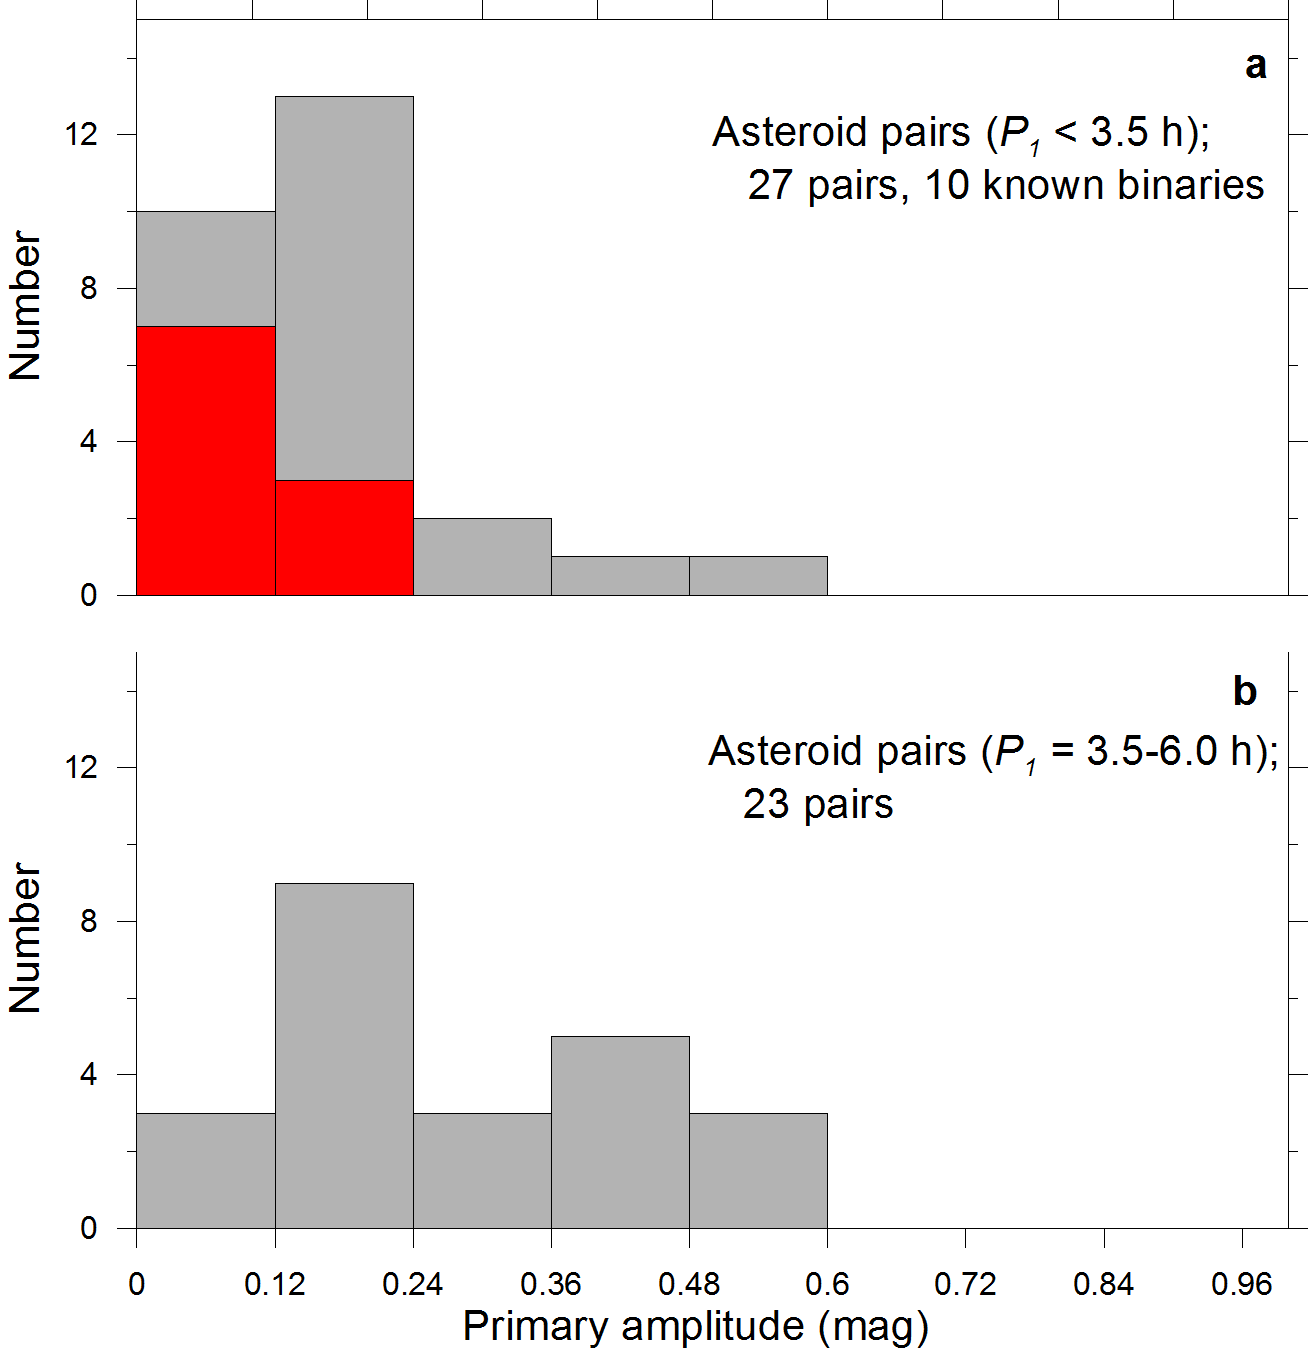 a
Asteroid pairs (P1 < 3.5 h);
27 pairs, 10 known binaries
12
8
4
0
Number
b
Asteroid pairs (P1 = 3.5-6.0 h);
23 pairs
12
8
4
0
Number
0 0.12 0.24 0.36 0.48 0.6 0.72 0.84 0.96
Primary amplitude (mag)